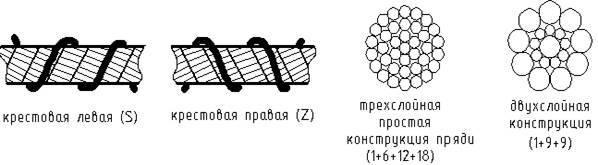 крестовая левая (S)
крестовая правая (Z)
трехслойная
простая
конструкция пряди
(1+6+12+18)
двухслойная
конструкция
(1+9+9)